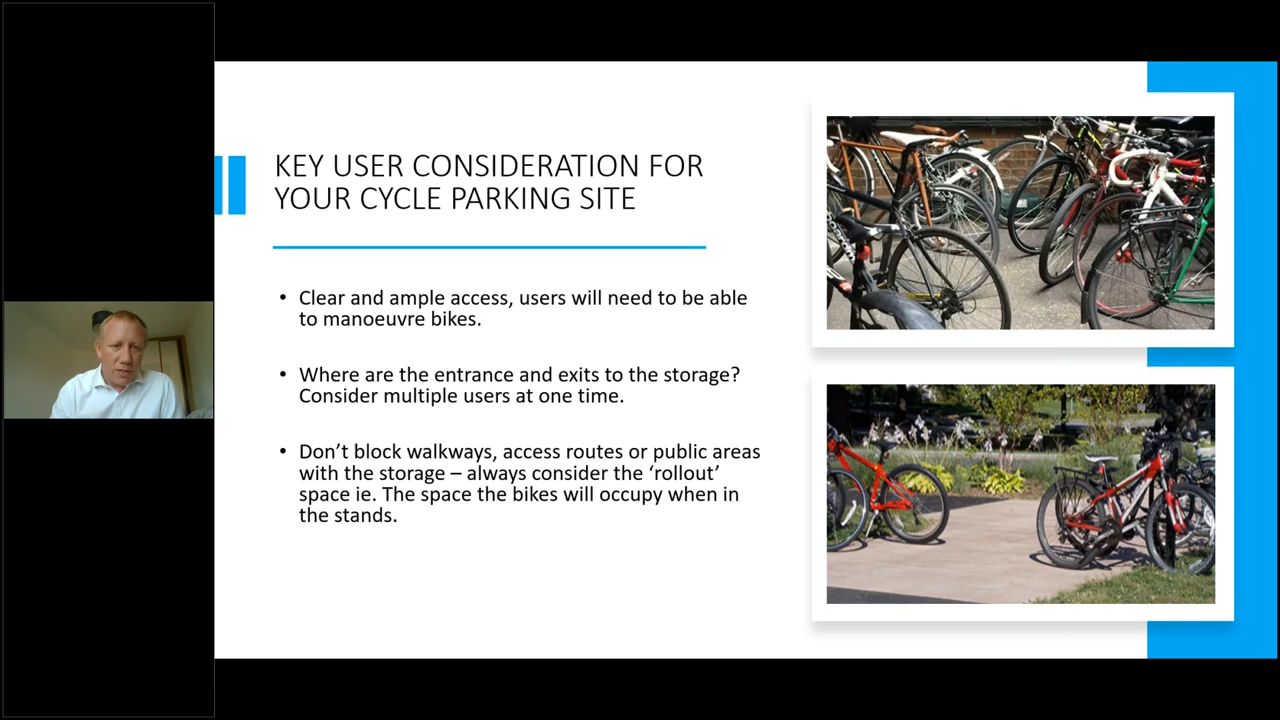 KEY USER CONSIDERATION FOR
YOUR CYCLE PARKING SITE
• Clear and ample access, users will need to be able
to manoeuvre bikes.
• Where are the entrance and exits to the storage?
Consider multiple users at one time.
• Don’t block walkways, access routes or public areas
with the storage – always consider the ‘rollout’
space ie. The space the bikes will occupy when in
the stands.